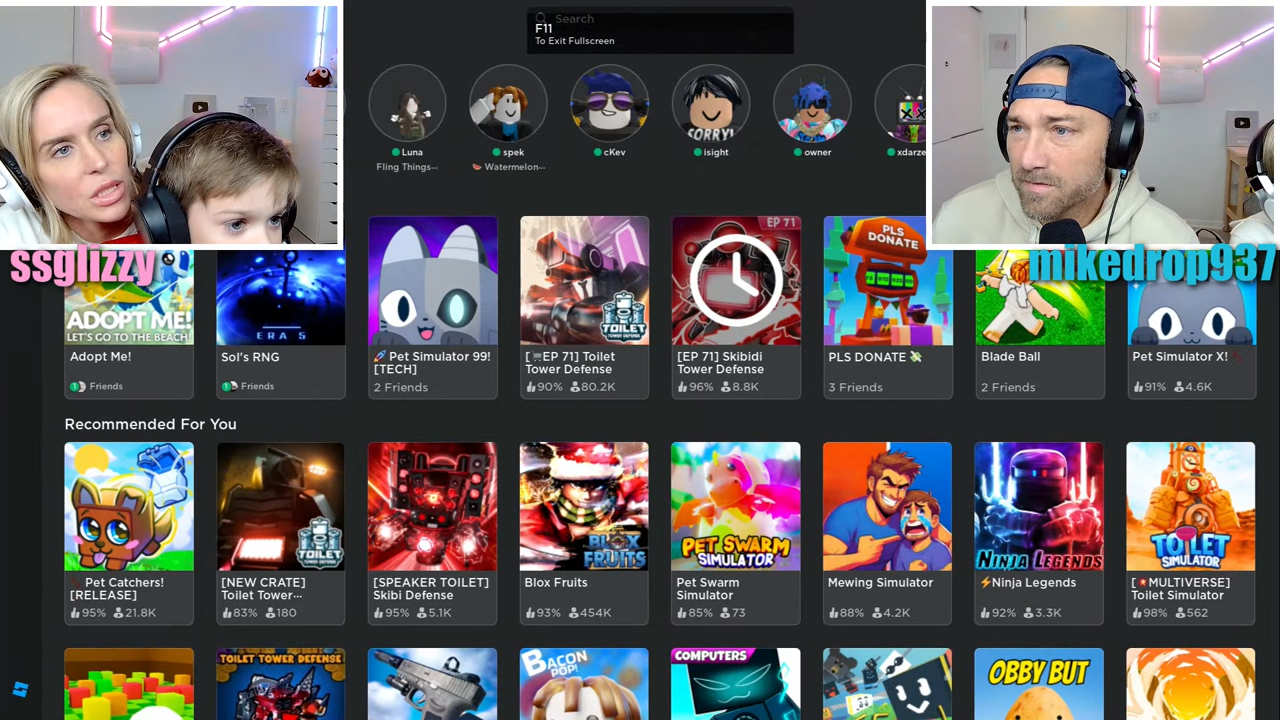 Search
F11
To Exit Fullscreen
Luna
spek
cKev
isight
owner
xdarze
Fling Things···
Watermelon···
CORRY!
ssglizzy
mikedrop937
ADOPT ME!
LET'S GO TO THE BEACH!
ERA 5
TOILET
TOWER DEFENSE
EP 71
PLS
DONATE
Adopt Me!
Sol's RNG
Pet Simulator 99!
[TECH]
[EP 71] Toilet
Tower Defense
[EP 71] Skibidi
Tower Defense
PLS DONATE
Blade Ball
Pet Simulator X!
1 Friends
1 Friends
2 Friends
90% 80.2K
96% 8.8K
3 Friends
2 Friends
91% 4.6K
Recommended For You
TOILET
TOWER DEFENSE
BLOX
FRUITS
PET SWARM
SIMULATOR
NINJA LEGENDS
TOILET
SIMULATOR
Pet Catchers!
[RELEASE]
[NEW CRATE]
Toilet Tower···
[SPEAKER TOILET]
Skibi Defense
Blox Fruits
Pet Swarm
Simulator
Mewing Simulator
Ninja Legends
[MULTIVERSE]
Toilet Simulator
95% 21.8K
83% 180
95% 5.1K
93% 454K
85% 73
88% 4.2K
92% 3.3K
98% 562
TOILET TOWER DEFENSE
BACON
POP!
COMPUTERS
OBBY BUT